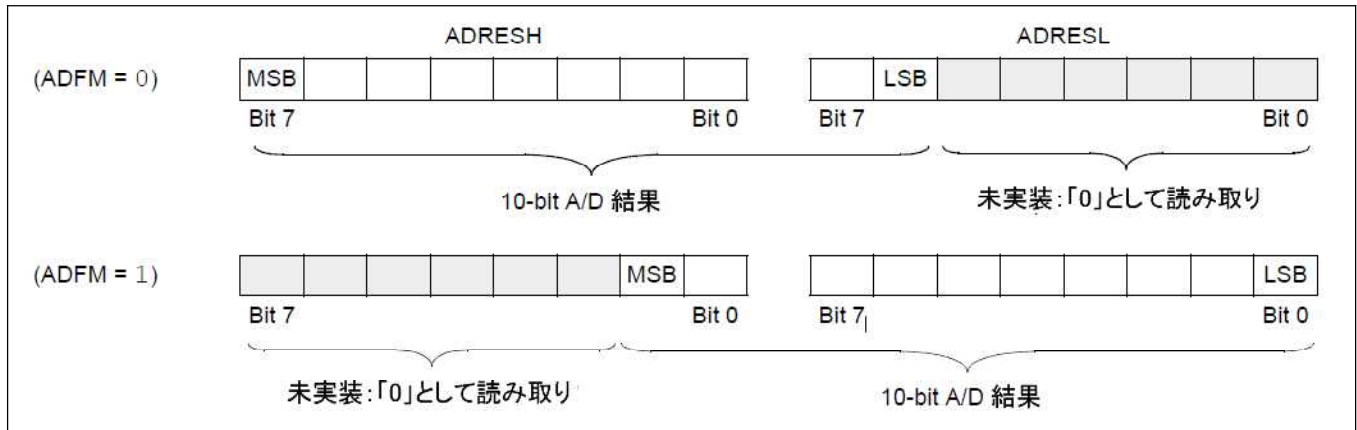 ADRESH ADRESL
(ADFM = 0) MSB LSB
Bit 7 Bit 0 Bit 7 Bit 0
10-bit A/D 結果 未実装:「0」として読み取り
(ADFM = 1) MSB LSB
Bit 7 Bit 0 Bit 7 Bit 0
未実装:「0」として読み取り 10-bit A/D 結果